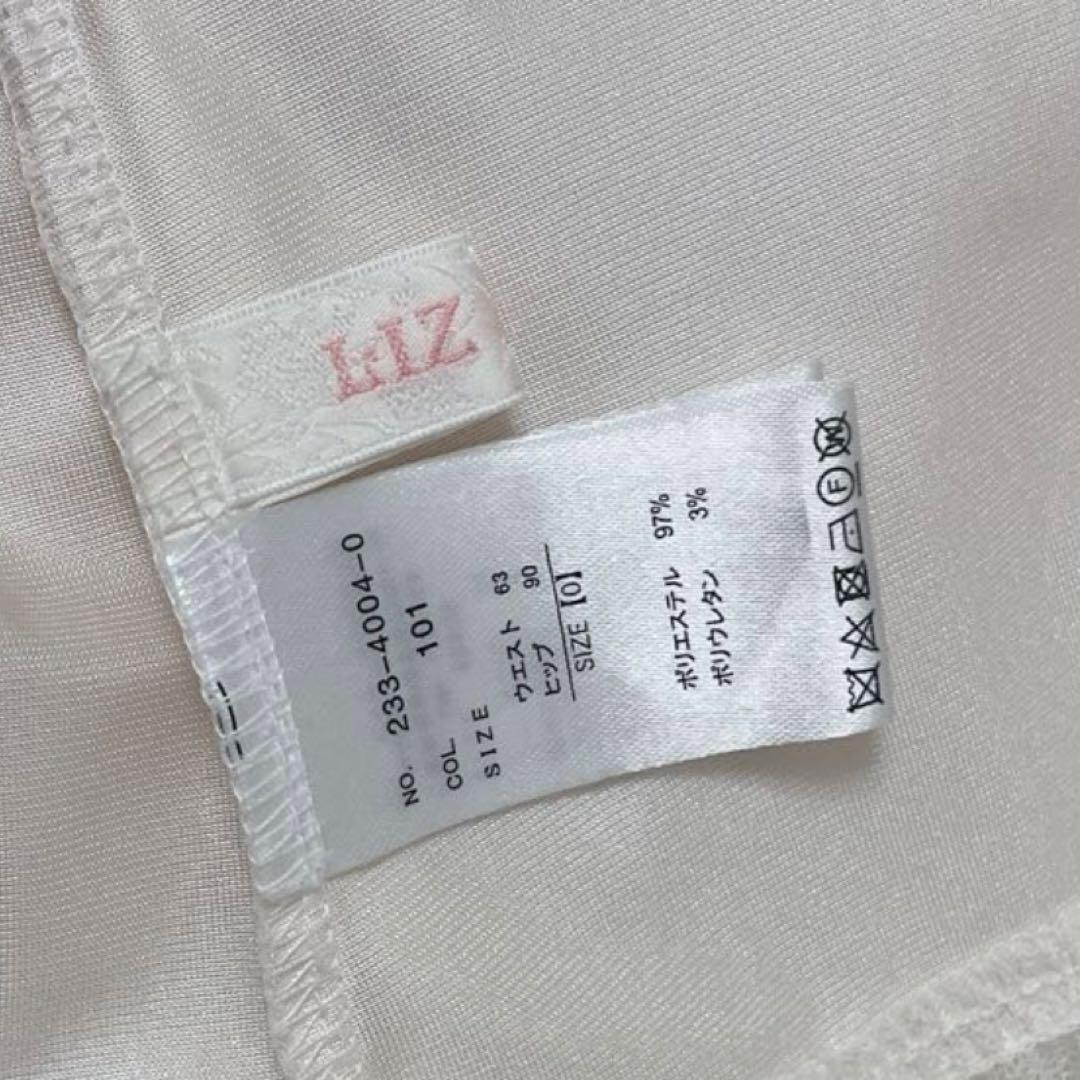 LIZ
NO. 233-4004-0
COL 101
SIZE
ウエスト 63
ヒップ 90
SIZE【0】
ポリエステル 97%
ポリウレタン 3%
F
W